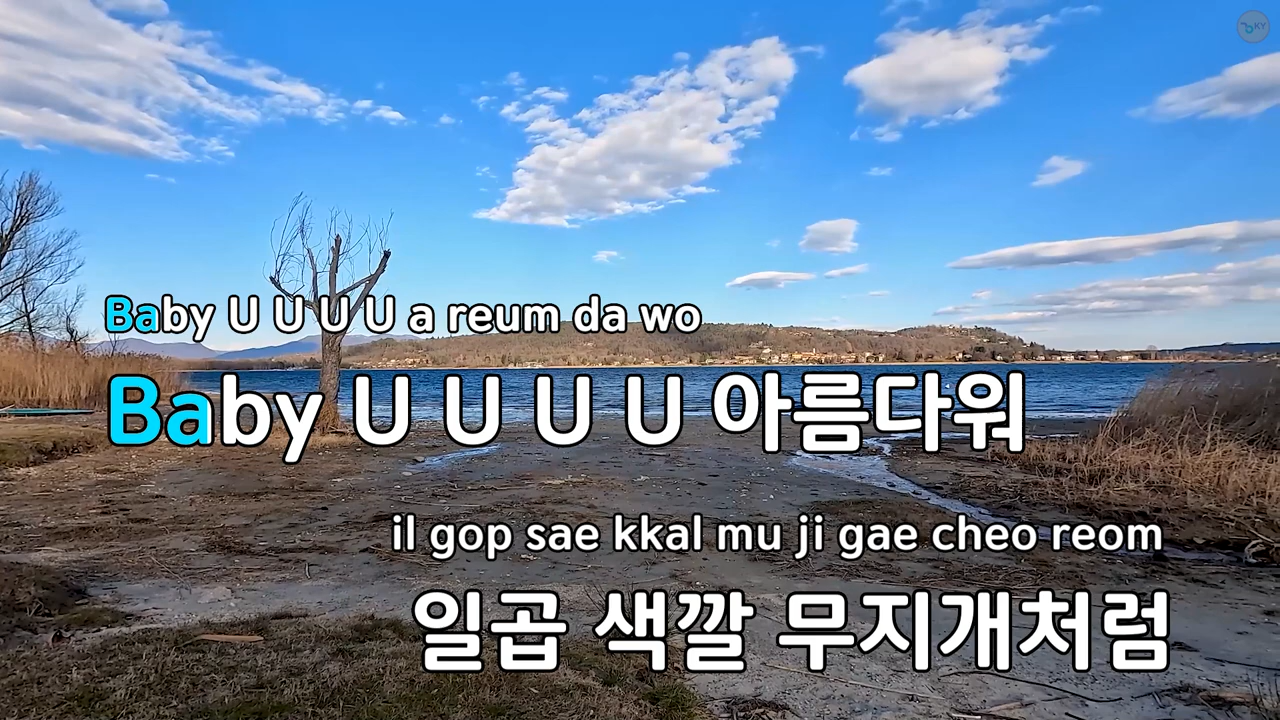 KY
Baby U U U U a reum da wo
Baby U U U U 아름다워
il gop sae kkal mu ji gae cheo reom
일곱 색깔 무지개처럼